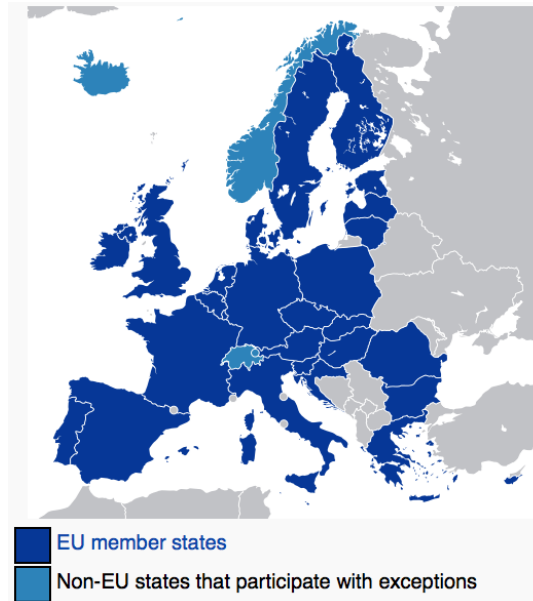 EU member states
Non-EU states that participate with exceptions